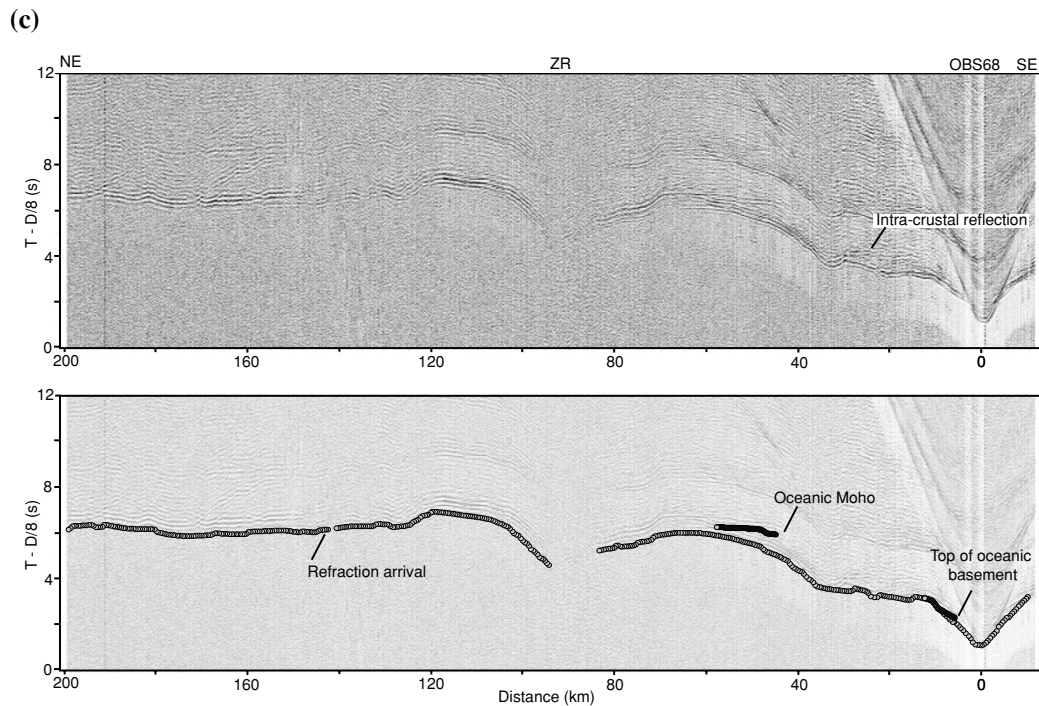 (c)
NE ZR OBS68 SE
12
8
4
0
T - D/8 (s)
Intra-crustal reflection
200 160 120 80 40 0
12
8
4
0
T - D/8 (s)
Oceanic Moho
Top of oceanic
basement
Refraction arrival
200 160 120 80 40 0
Distance (km)